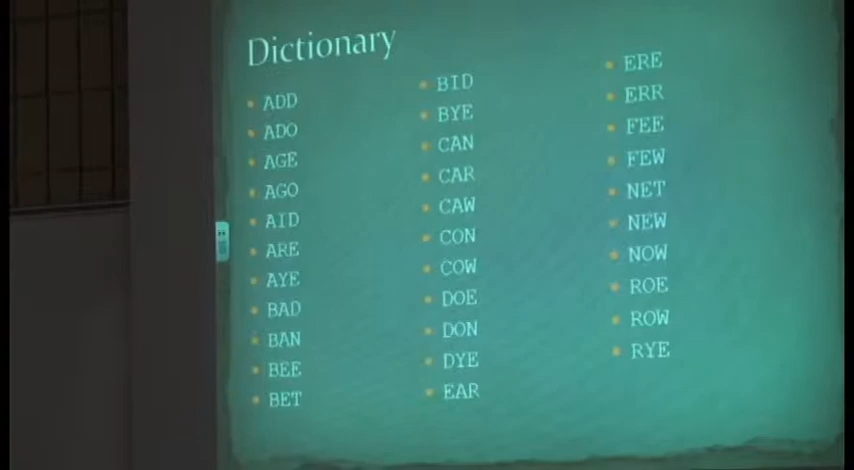 Dictionary
ADD
ADO
AGE
AGO
AID
ARE
AYE
BAD
BAN
BEE
BET
BID
BYE
CAN
CAR
CAW
CON
COW
DOE
DON
DYE
EAR
ERE
ERR
FEE
FEW
NET
NEW
NOW
ROE
ROW
RYE